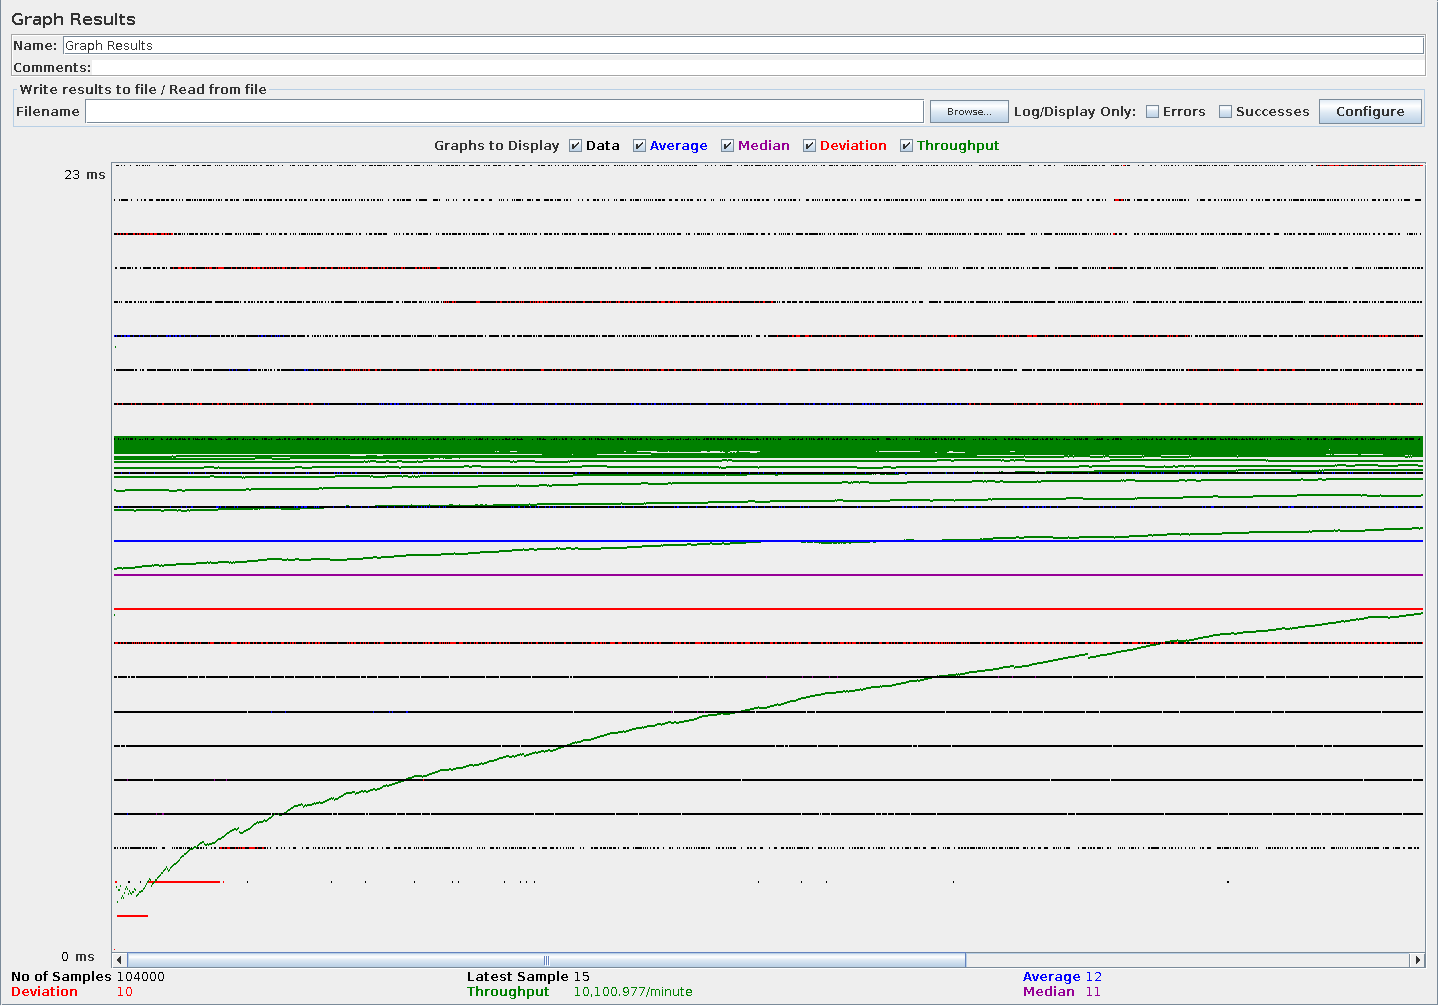 Graph Results
Name: Graph Results
Comments:
Write results to file / Read from file
Filename Browse... Log/Display Only: Errors Successes Configure
Graphs to Display Data Average Median Deviation Throughput
23 ms
0 ms
No of Samples 104000 Latest Sample 15 Average 12
Deviation 10 Throughput 10,100.977/minute Median 11